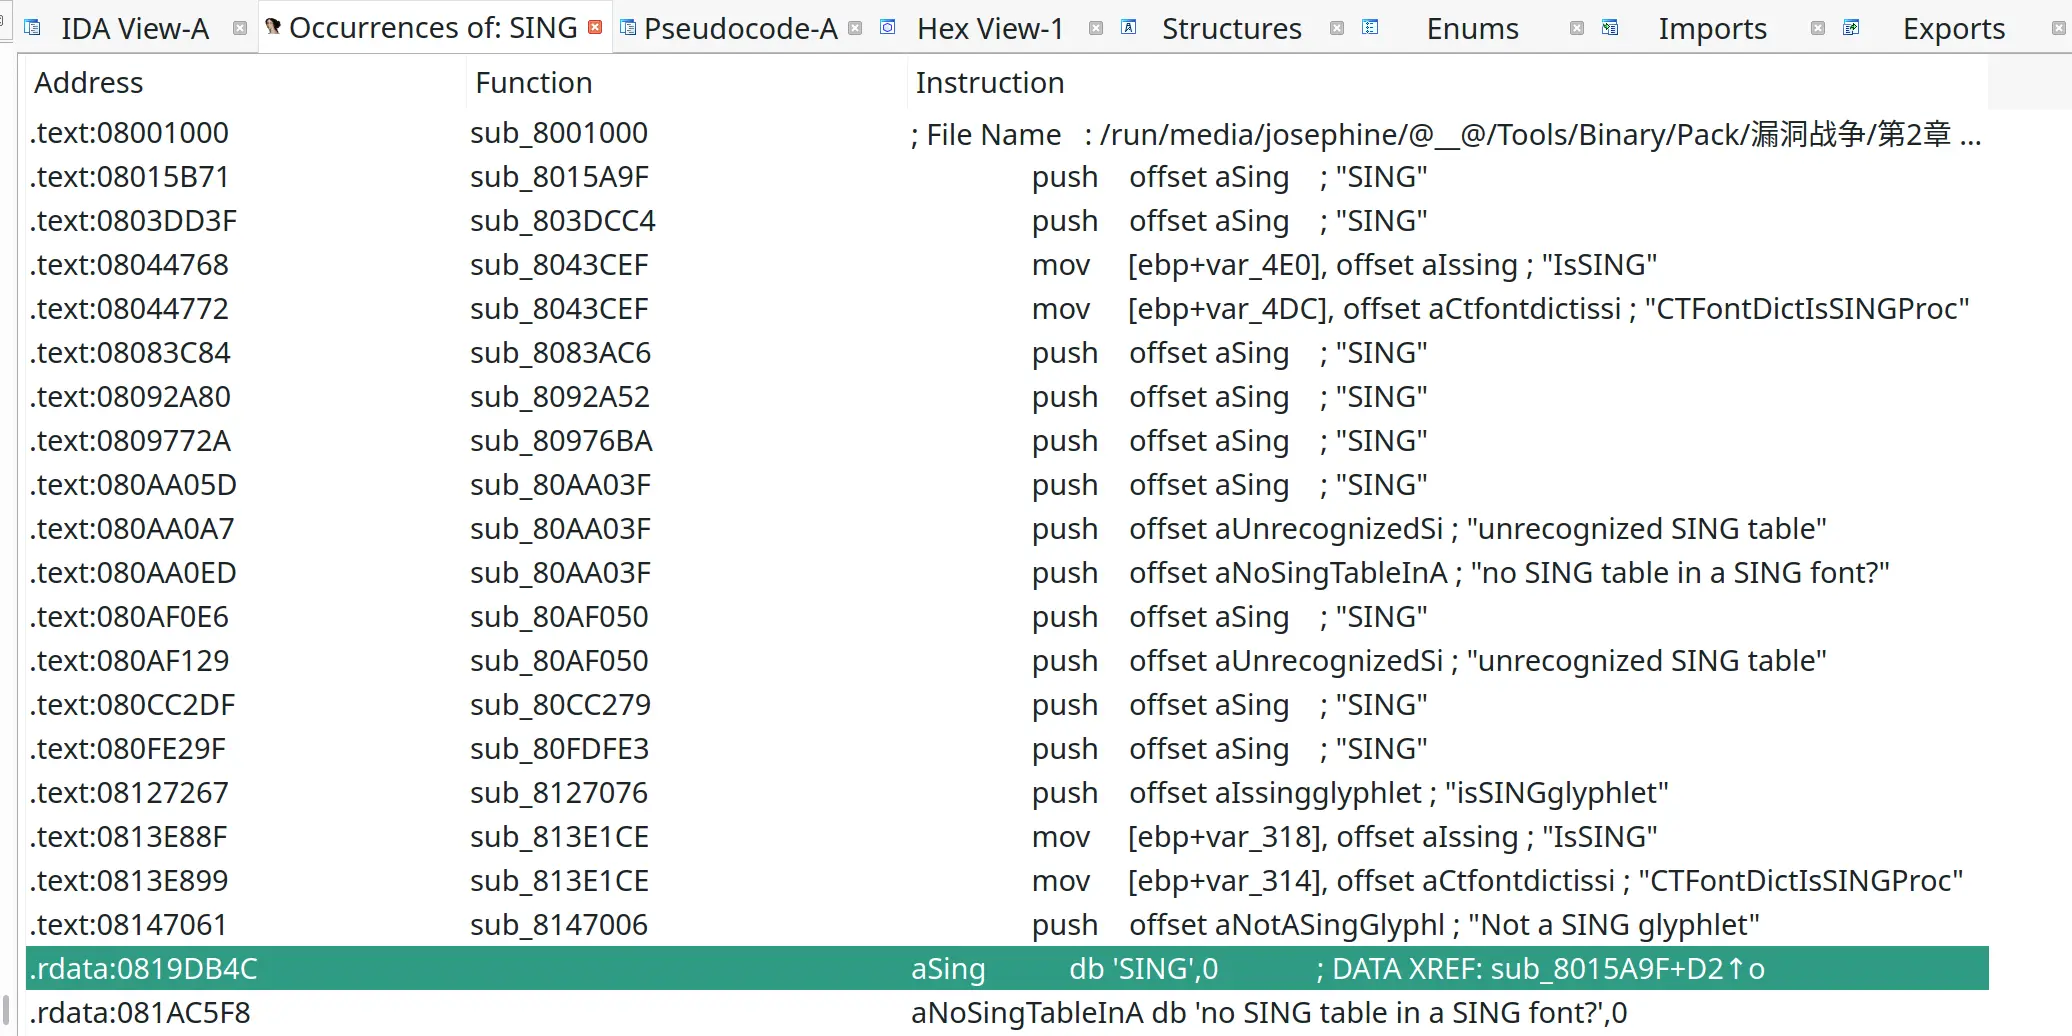 IDA View-A Occurrences of: SING Pseudocode-A Hex View-1 Structures Enums Imports Exports
Address Function Instruction
.text:08001000 sub_8001000 ; File Name : /run/media/josephine/@__@/Tools/Binary/Pack/漏洞战争/第2章 ...
.text:08015B71 sub_8015A9F push offset aSing ; "SING"
.text:0803DD3F sub_803DCC4 push offset aSing ; "SING"
.text:08044768 sub_8043CEF mov [ebp+var_4E0], offset aIssing ; "IsSING"
.text:08044772 sub_8043CEF mov [ebp+var_4DC], offset aCtfontdictissi ; "CTFontDictIsSINGProc"
.text:08083C84 sub_8083AC6 push offset aSing ; "SING"
.text:08092A80 sub_8092A52 push offset aSing ; "SING"
.text:0809772A sub_80976BA push offset aSing ; "SING"
.text:080AA05D sub_80AA03F push offset aSing ; "SING"
.text:080AA0A7 sub_80AA03F push offset aUnrecognizedSi ; "unrecognized SING table"
.text:080AA0ED sub_80AA03F push offset aNoSingTableInA ; "no SING table in a SING font?"
.text:080AF0E6 sub_80AF050 push offset aSing ; "SING"
.text:080AF129 sub_80AF050 push offset aUnrecognizedSi ; "unrecognized SING table"
.text:080CC2DF sub_80CC279 push offset aSing ; "SING"
.text:080FE29F sub_80FDFE3 push offset aSing ; "SING"
.text:08127267 sub_8127076 push offset aIssingglyphlet ; "isSINGglyphlet"
.text:0813E88F sub_813E1CE mov [ebp+var_318], offset aIssing ; "IsSING"
.text:0813E899 sub_813E1CE mov [ebp+var_314], offset aCtfontdictissi ; "CTFontDictIsSINGProc"
.text:08147061 sub_8147006 push offset aNotASingGlyphl ; "Not a SING glyphlet"
.rdata:0819DB4C aSing db 'SING',0 ; DATA XREF: sub_8015A9F+D2↑o
.rdata:081AC5F8 aNoSingTableInA db 'no SING table in a SING font?',0